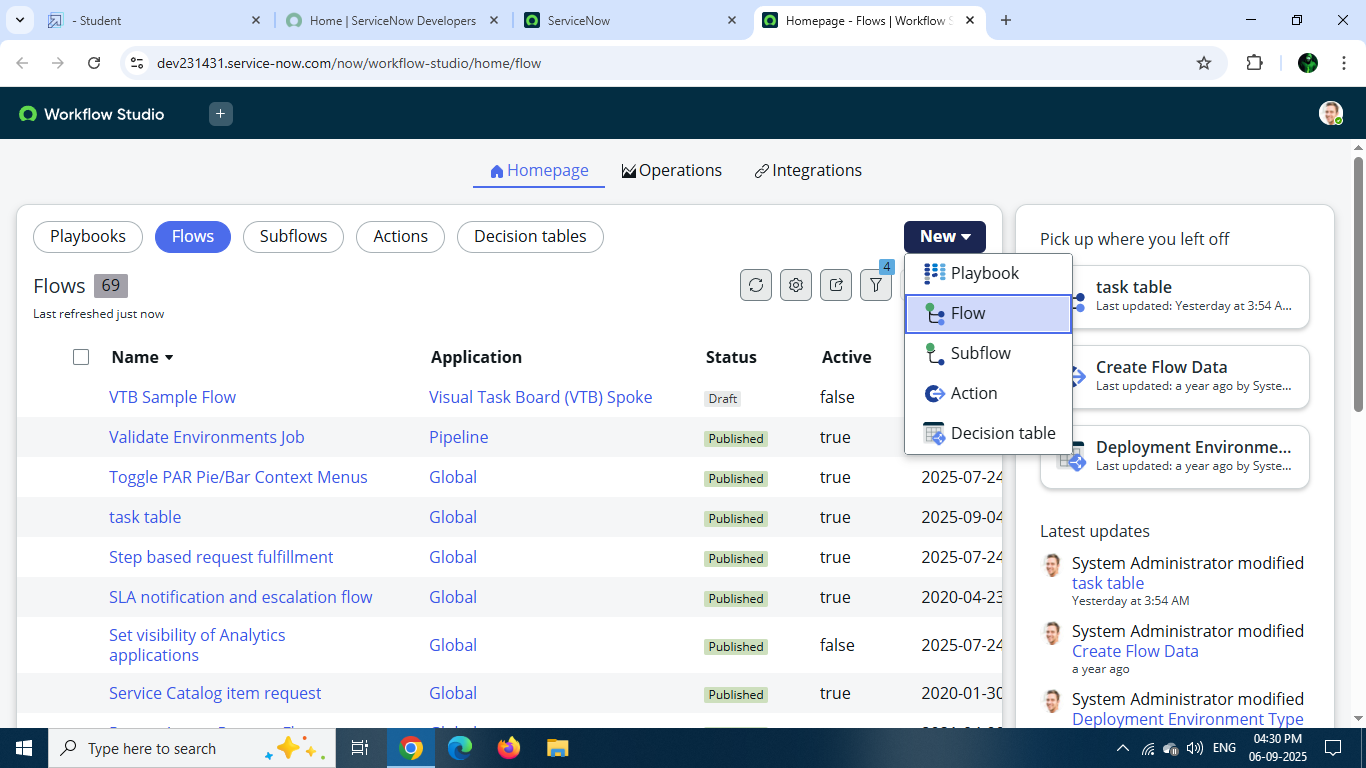 - Student
Home | ServiceNow Developers
ServiceNow
Homepage - Flows | Workflow S
dev231431.service-now.com/now/workflow-studio/home/flow
Workflow Studio
Homepage
Operations
Integrations
Playbooks
Flows
Subflows
Actions
Decision tables
New
Playbook
Flow
Subflow
Action
Decision table
Flows 69
Last refreshed just now
4
Name Application Status Active
VTB Sample Flow Visual Task Board (VTB) Spoke Draft false
Validate Environments Job Pipeline Published true
Toggle PAR Pie/Bar Context Menus Global Published true 2025-07-24
task table Global Published true 2025-09-04
Step based request fulfillment Global Published true 2025-07-24
SLA notification and escalation flow Global Published true 2020-04-23
Set visibility of Analytics
applications Global Published false 2025-07-24
Service Catalog item request Global Published true 2020-01-30
Pick up where you left off
task table
Last updated: Yesterday at 3:54 A...
Create Flow Data
Last updated: a year ago by Syste...
Deployment Environme...
Last updated: a year ago by Syste...
Latest updates
System Administrator modified
task table
Yesterday at 3:54 AM
System Administrator modified
Create Flow Data
a year ago
System Administrator modified
Deployment Environment Type
Type here to search
ENG
04:30 PM
06-09-2025